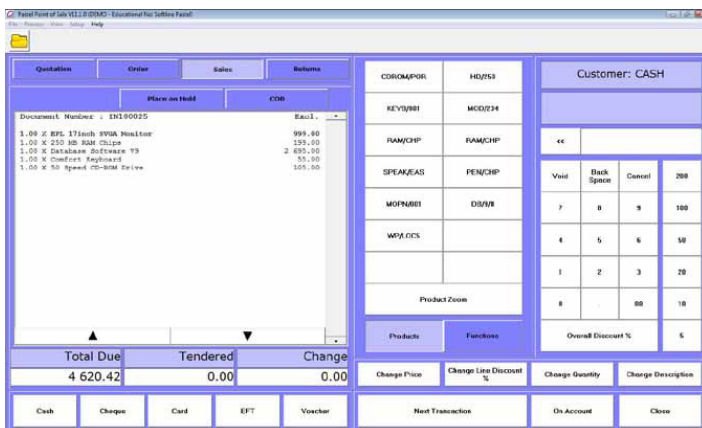 Pastel Point of Sale V11.1.0 (DEMO - Educational Not Softline Pastel)
File Process View Setup Help
Quotation Order Sales Returns
Place on Hold COD
Document Number : IN100025 Excl.
1.00 X EPL 17inch SVGA Monitor 999.00
1.00 X 250 MB RAM Chips 199.00
1.00 X Database Software V9 2 695.00
1.00 X Comfort Keyboard 55.00
1.00 X 50 Speed CD-ROM Drive 105.00
Total Due Tendered Change
4 620.42 0.00 0.00
Cash Cheque Card EFT Voucher
CDROM/POR HD/253
KEYB/001 MOD/234
RAM/CHP RAM/CHP
SPEAK/EAS PEN/CHP
MOPN/001 DB/9/8
WP/LOCS
Product Zoom
Products Functions
Change Price Change Line Discount % Change Quantity Change Description
Next Transaction On Account Close
Customer: CASH
<<
Void Back Space Cancel 200
7 8 9 100
4 5 6 50
1 2 3 20
0 . 00 10
Overall Discount % 5